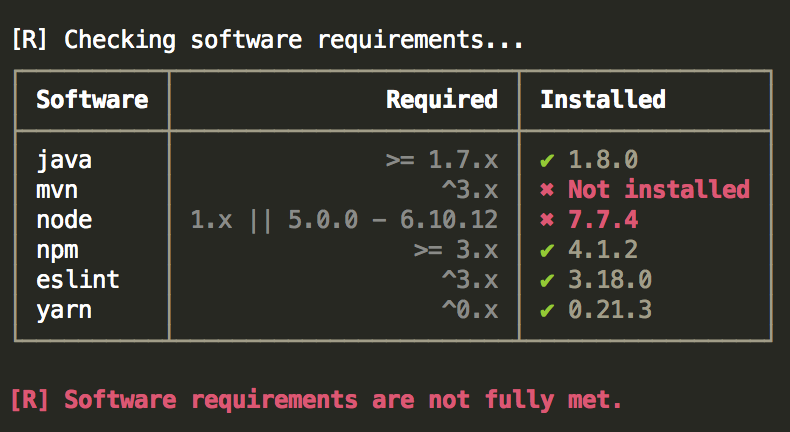 [R] Checking software requirements...
Software Required Installed
java >= 1.7.x ✔ 1.8.0
mvn ^3.x ✖ Not installed
node 1.x || 5.0.0 - 6.10.12 ✖ 7.7.4
npm >= 3.x ✔ 4.1.2
eslint ^3.x ✔ 3.18.0
yarn ^0.x ✔ 0.21.3
[R] Software requirements are not fully met.